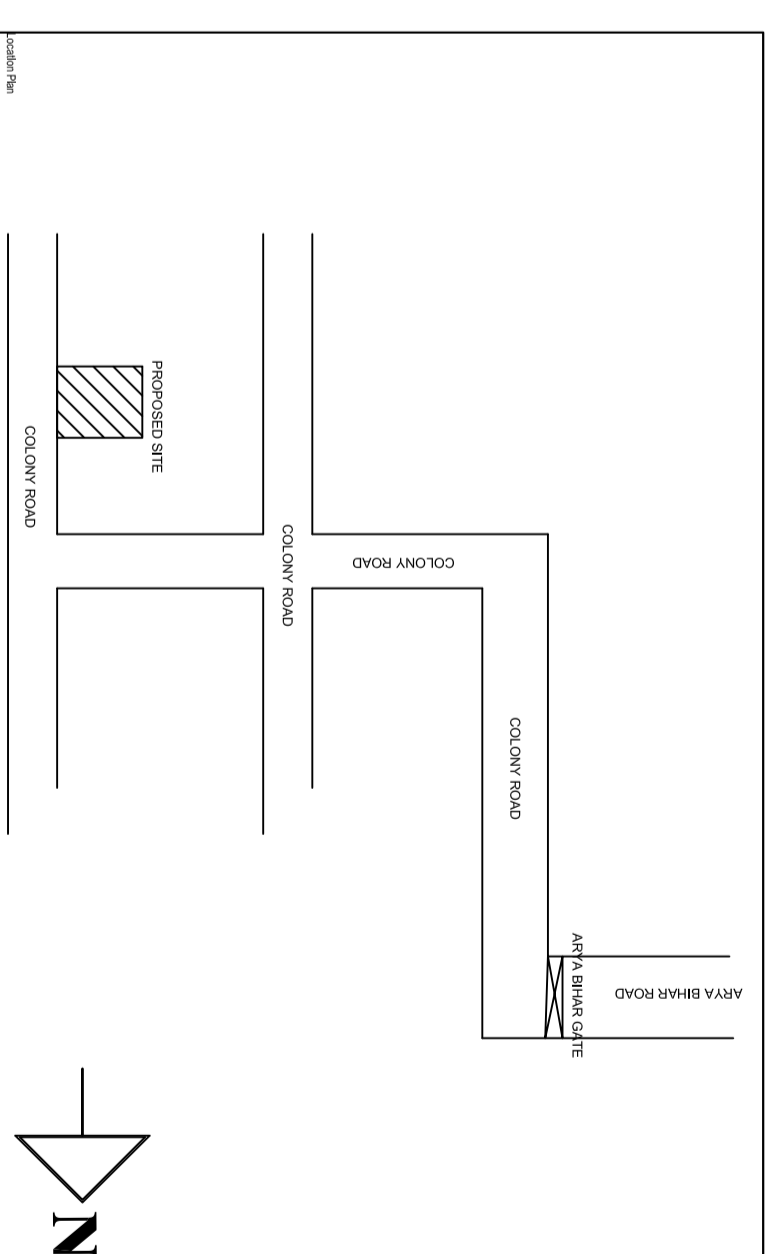 Location Plan
PROPOSED SITE
COLONY ROAD
COLONY ROAD
COLONY ROAD
COLONY ROAD
ARYA BIHAR GATE
ARYA BIHAR ROAD
N